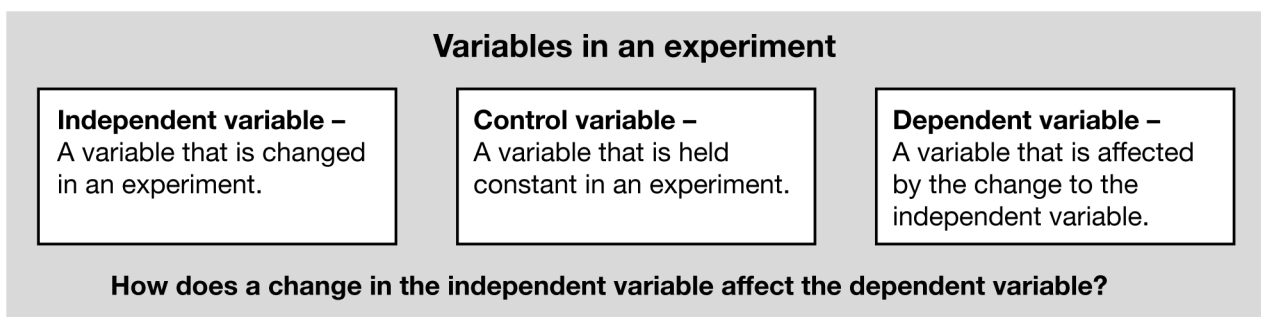 Variables in an experiment
Independent variable –
A variable that is changed
in an experiment.
Control variable –
A variable that is held
constant in an experiment.
Dependent variable –
A variable that is affected
by the change to the
independent variable.
How does a change in the independent variable affect the dependent variable?